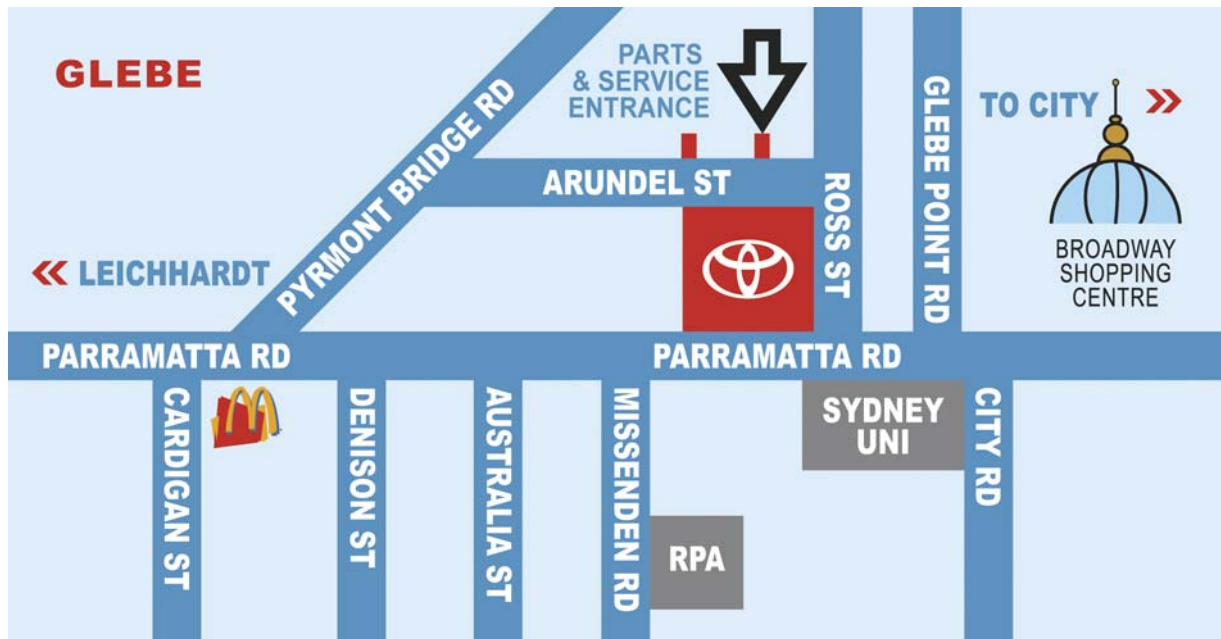 GLEBE
PYRMONT BRIDGE RD
PARTS
& SERVICE
ENTRANCE
ARUNDEL ST
ROSS ST
GLEBE POINT RD
TO CITY
BROADWAY
SHOPPING
CENTRE
LEICHHARDT
PARRAMATTA RD
PARRAMATTA RD
CARDIGAN ST
DENISON ST
AUSTRALIA ST
MISSENDEN RD
SYDNEY
UNI
CITY RD
RPA